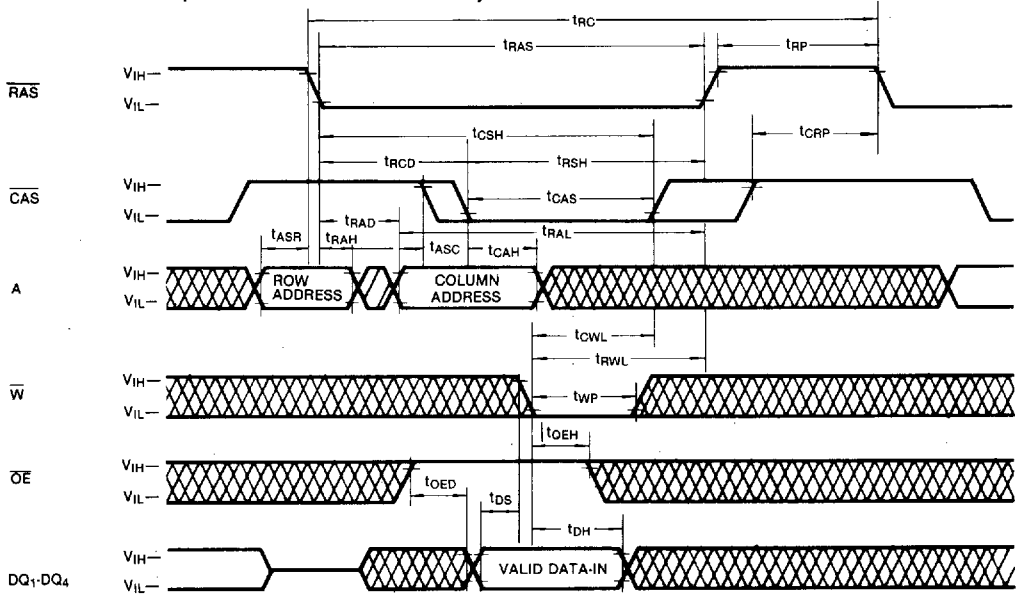 tRC
tRAS
tRP
RAS
VIH—
VIL—
tCSH
tCRP
tRCD
tRSH
CAS
VIH—
VIL—
tCAS
tRAD
tRAL
tASR
tRAH
tASC
tCAH
A
VIH—
VIL—
ROW
ADDRESS
COLUMN
ADDRESS
tCWL
tRWL
W
VIH—
VIL—
tWP
tOEH
OE
VIH—
VIL—
tOED
tDS
tDH
DQ1-DQ4
VIH—
VIL—
VALID DATA-IN